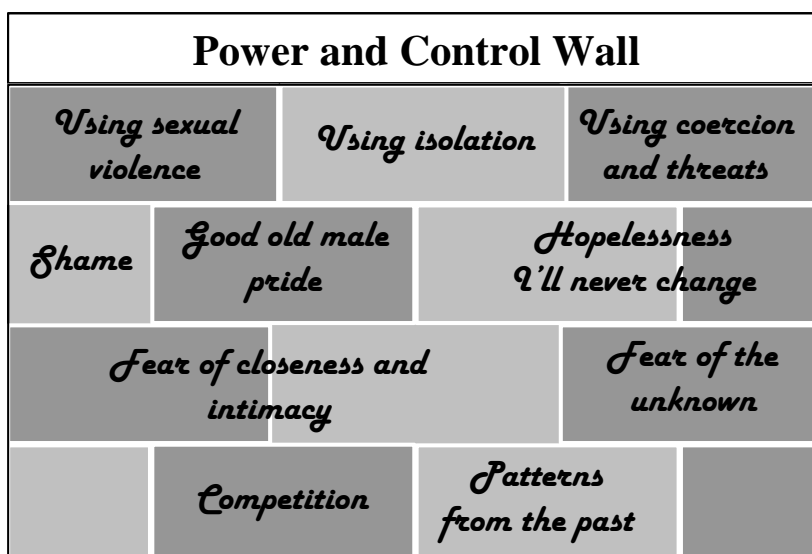 Power and Control Wall
Using sexual
violence
Using isolation
Using coercion
and threats
Shame
Good old male
pride
Hopelessness
I'll never change
Fear of closeness and
intimacy
Fear of the
unknown
Competition
Patterns
from the past